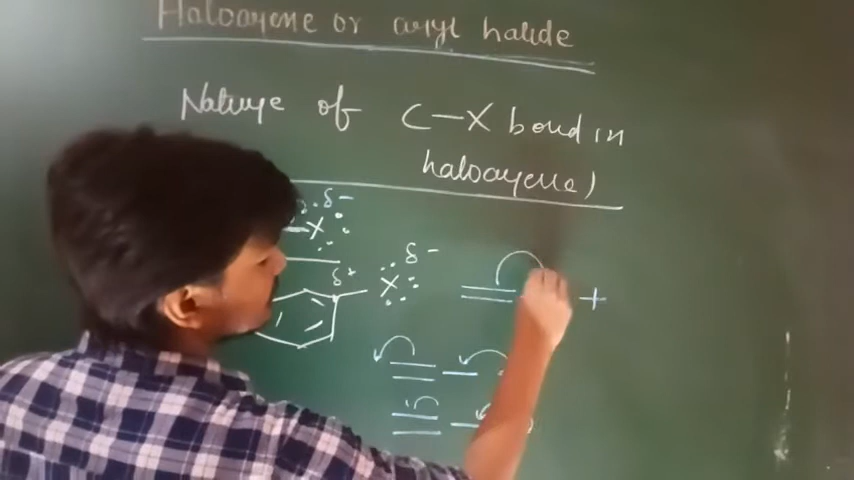 Haloarene or aryl halide
Nature of C-X bond in
haloarene)
X δ-
δ+ X δ-
+